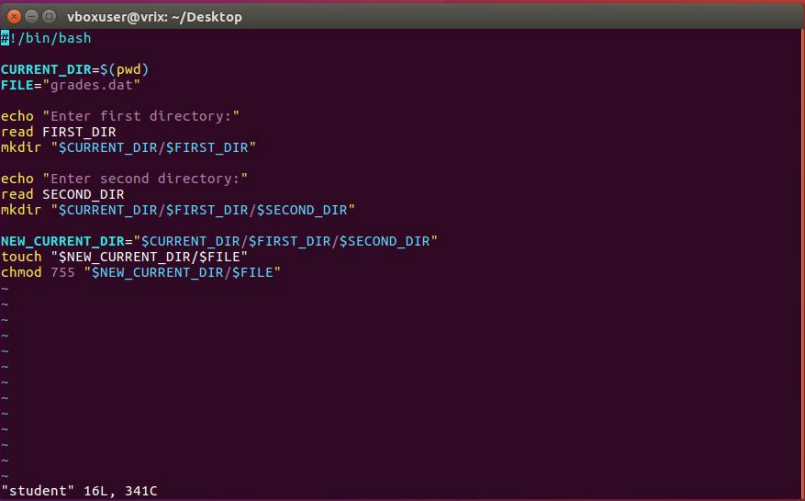 vboxuser@vrix: ~/Desktop
#!/bin/bash
CURRENT_DIR=$(pwd)
FILE="grades.dat"
echo "Enter first directory:"
read FIRST_DIR
mkdir "$CURRENT_DIR/$FIRST_DIR"
echo "Enter second directory:"
read SECOND_DIR
mkdir "$CURRENT_DIR/$FIRST_DIR/$SECOND_DIR"
NEW_CURRENT_DIR="$CURRENT_DIR/$FIRST_DIR/$SECOND_DIR"
touch "$NEW_CURRENT_DIR/$FILE"
chmod 755 "$NEW_CURRENT_DIR/$FILE"
~
~
~
~
~
~
~
~
~
~
~
~
~
"student" 16L, 341C